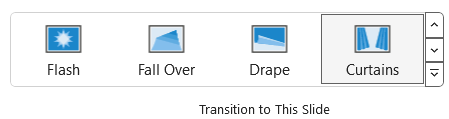 Flash Fall Over Drape Curtains
Transition to This Slide